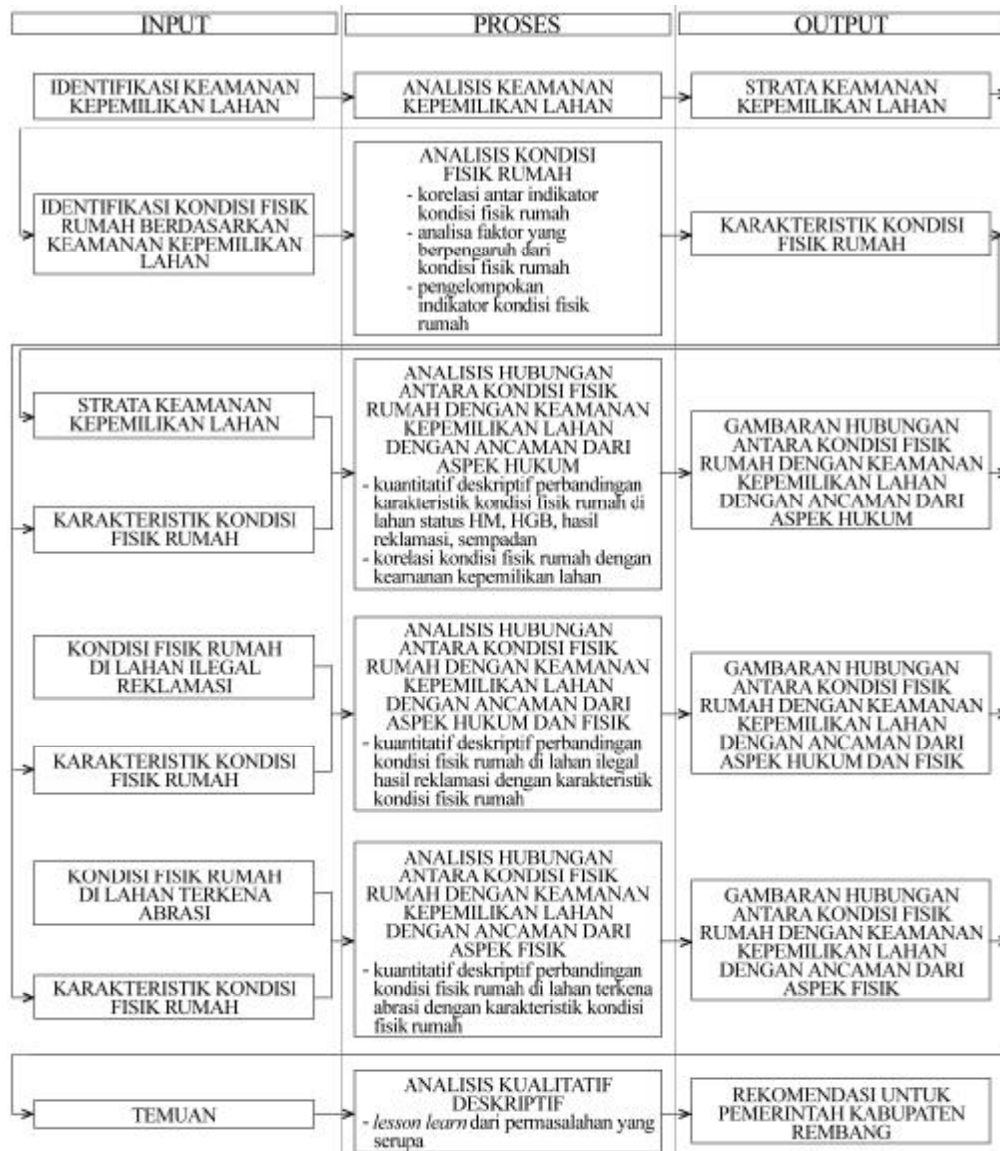 INPUT
PROSES
OUTPUT
IDENTIFIKASI KEAMANAN
KEPEMILIKAN LAHAN
ANALISIS KEAMANAN
KEPEMILIKAN LAHAN
STRATA KEAMANAN
KEPEMILIKAN LAHAN
IDENTIFIKASI KONDISI FISIK
RUMAH BERDASARKAN
KEAMANAN KEPEMILIKAN
LAHAN
ANALISIS KONDISI
FISIK RUMAH
- korelasi antar indikator
kondisi fisik rumah
- analisa faktor yang
berpengaruh dari
kondisi fisik rumah
- pengelompokan
indikator kondisi fisik
rumah
KARAKTERISTIK KONDISI
FISIK RUMAH
STRATA KEAMANAN
KEPEMILIKAN LAHAN
KARAKTERISTIK KONDISI
FISIK RUMAH
ANALISIS HUBUNGAN
ANTARA KONDISI FISIK
RUMAH DENGAN KEAMANAN
KEPEMILIKAN LAHAN
DENGAN ANCAMAN DARI
ASPEK HUKUM
- kuantitatif deskriptif perbandingan
karakteristik kondisi fisik rumah di
lahan status HM, HGB, hasil
reklamasi, sempadan
- korelasi kondisi fisik rumah dengan
keamanan kepemilikan lahan
GAMBARAN HUBUNGAN
ANTARA KONDISI FISIK
RUMAH DENGAN KEAMANAN
KEPEMILIKAN LAHAN
DENGAN ANCAMAN DARI
ASPEK HUKUM
KONDISI FISIK RUMAH
DI LAHAN ILEGAL
REKLAMASI
KARAKTERISTIK KONDISI
FISIK RUMAH
ANALISIS HUBUNGAN
ANTARA KONDISI FISIK
RUMAH DENGAN KEAMANAN
KEPEMILIKAN LAHAN
DENGAN ANCAMAN DARI
ASPEK HUKUM DAN FISIK
- kuantitatif deskriptif perbandingan
kondisi fisik rumah di lahan ilegal
hasil reklamasi dengan karakteristik
kondisi fisik rumah
GAMBARAN HUBUNGAN
ANTARA KONDISI FISIK
RUMAH DENGAN KEAMANAN
KEPEMILIKAN LAHAN
DENGAN ANCAMAN DARI
ASPEK HUKUM DAN FISIK
KONDISI FISIK RUMAH
DI LAHAN TERKENA
ABRASI
KARAKTERISTIK KONDISI
FISIK RUMAH
ANALISIS HUBUNGAN
ANTARA KONDISI FISIK
RUMAH DENGAN KEAMANAN
KEPEMILIKAN LAHAN
DENGAN ANCAMAN DARI
ASPEK FISIK
- kuantitatif deskriptif perbandingan
kondisi fisik rumah di lahan terkena
abrasi dengan karakteristik kondisi
fisik rumah
GAMBARAN HUBUNGAN
ANTARA KONDISI FISIK
RUMAH DENGAN KEAMANAN
KEPEMILIKAN LAHAN
DENGAN ANCAMAN DARI
ASPEK FISIK
TEMUAN
ANALISIS KUALITATIF
DESKRIPTIF
- lesson learn dari permasalahan yang
serupa
REKOMENDASI UNTUK
PEMERINTAH KABUPATEN
REMBANG